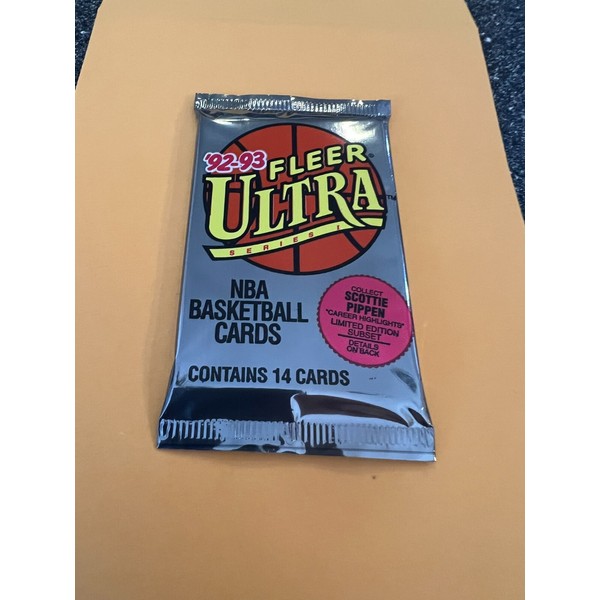 '92-93
FLEER®
ULTRA™
SERIES I
NBA
BASKETBALL
CARDS
COLLECT
SCOTTIE
PIPPEN
"CAREER HIGHLIGHTS"
LIMITED EDITION
SUBSET
DETAILS
ON BACK
CONTAINS 14 CARDS